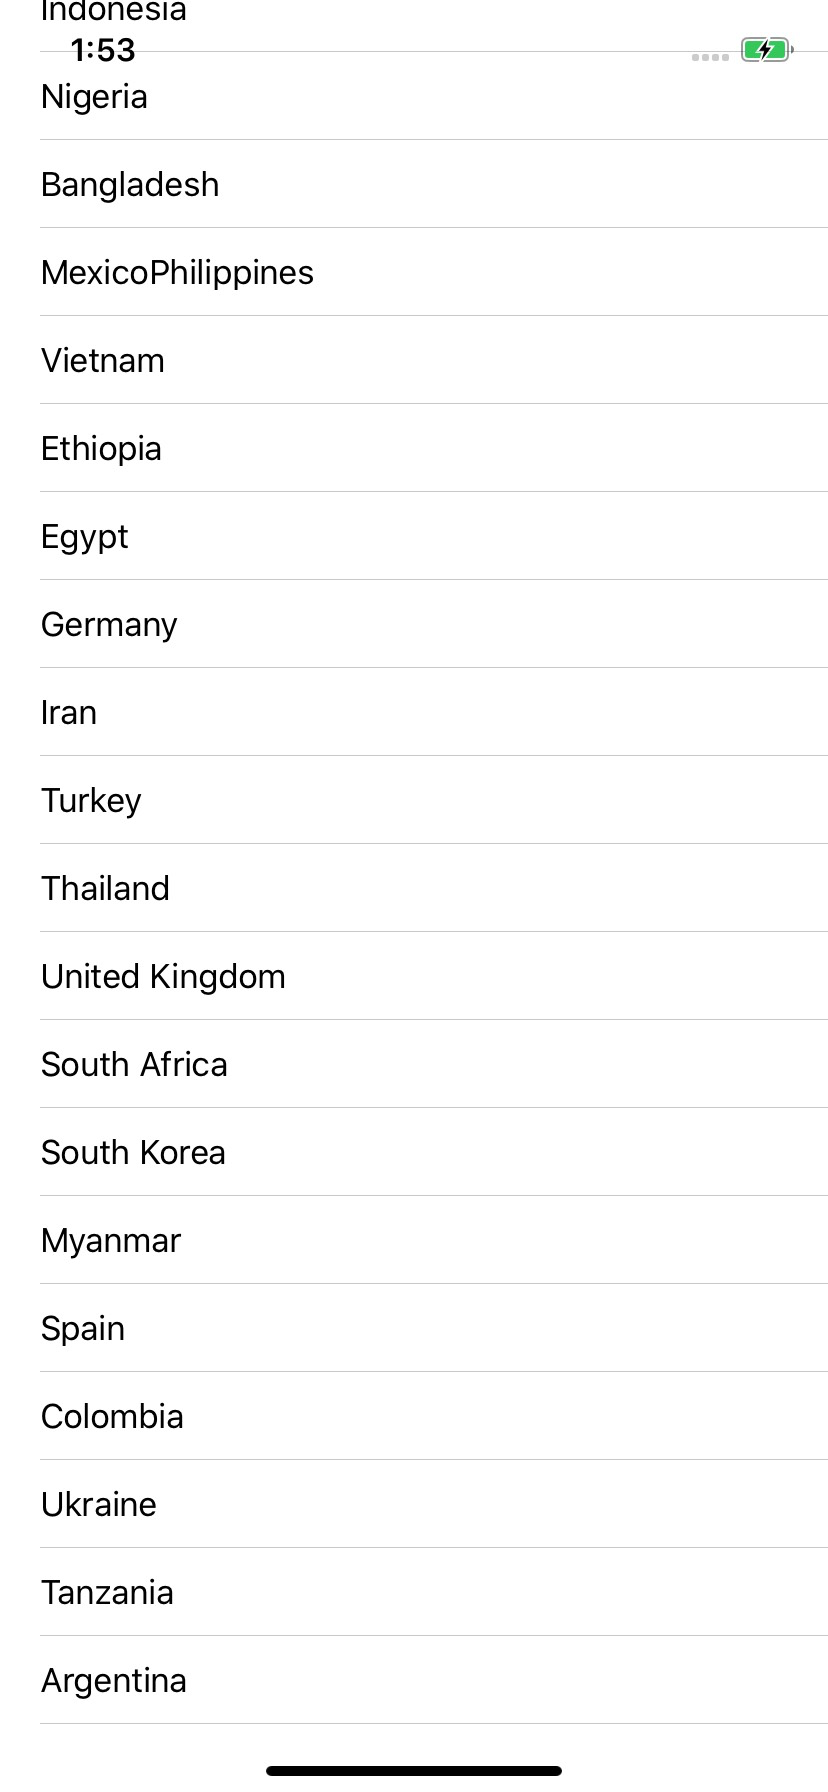 Indonesia
1:53
Nigeria
Bangladesh
MexicoPhilippines
Vietnam
Ethiopia
Egypt
Germany
Iran
Turkey
Thailand
United Kingdom
South Africa
South Korea
Myanmar
Spain
Colombia
Ukraine
Tanzania
Argentina